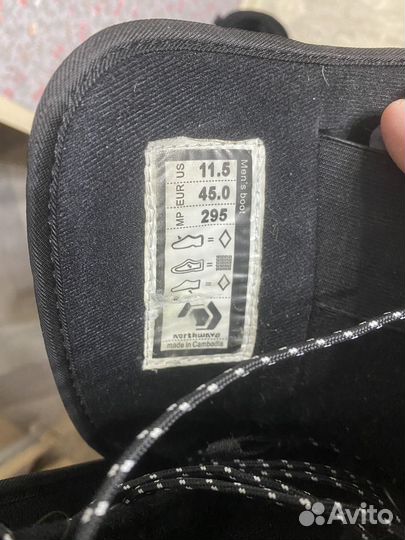 US 11.5
EUR 45.0
MP 295
Men's boot
northwave
made in Cambodia
Avito